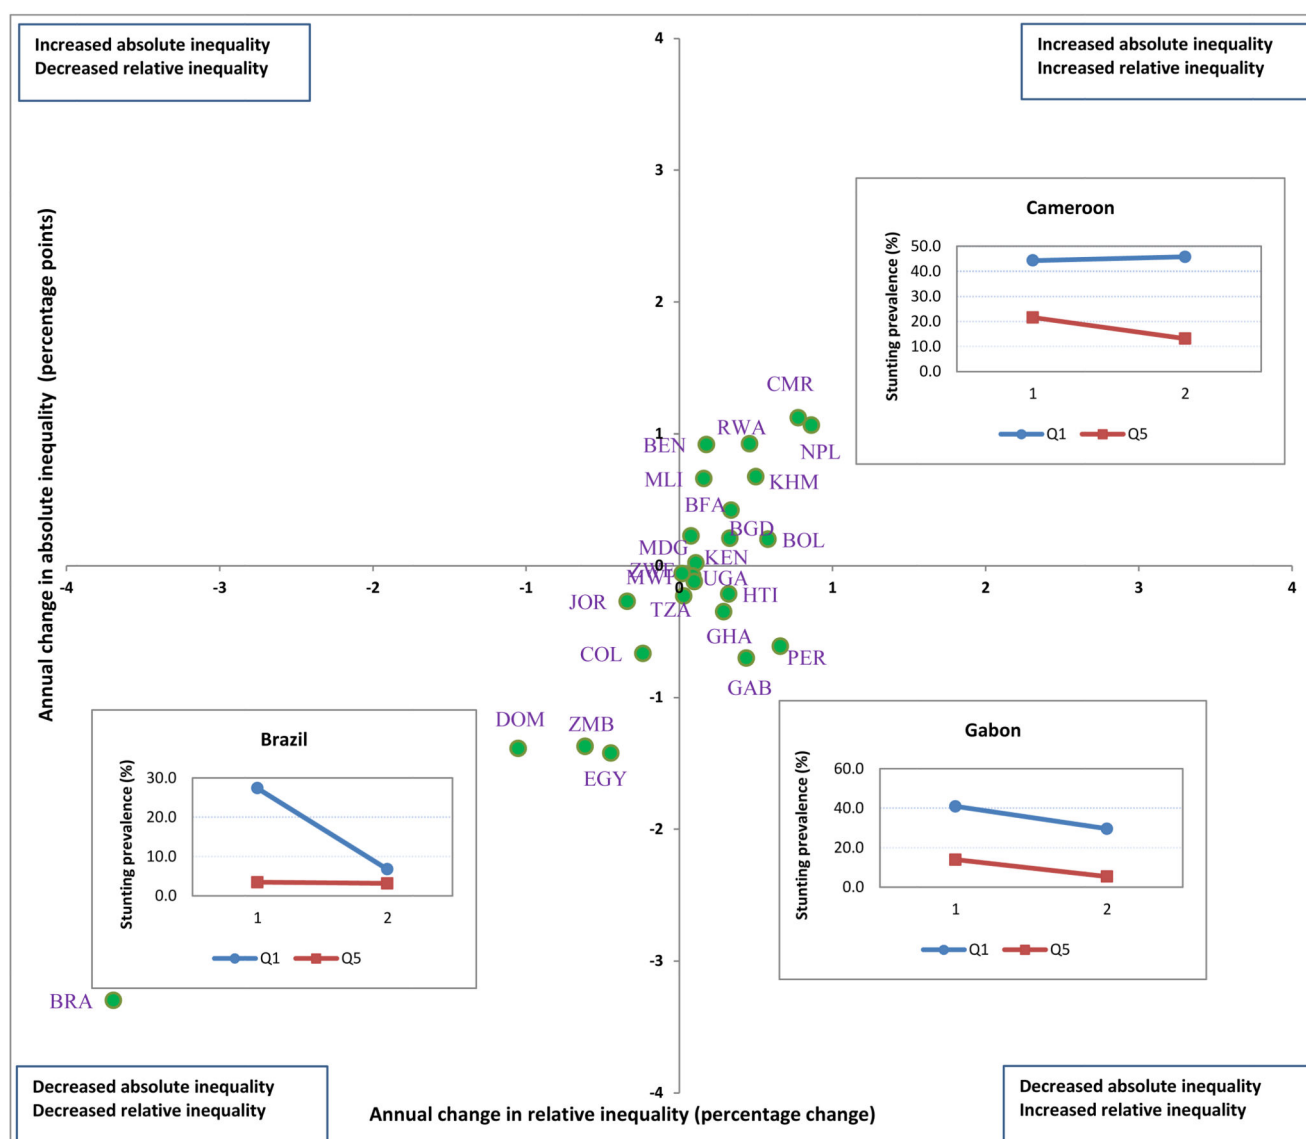 Increased absolute inequality
Decreased relative inequality
Increased absolute inequality
Increased relative inequality
Annual change in absolute inequality (percentage points)
4
3
2
1
0
-1
-2
-3
-4
-4
-3
-2
-1
0
1
2
3
4
Cameroon
Stunting prevalence (%)
50.0
40.0
30.0
20.0
10.0
0.0
1
2
Q1
Q5
CMR
RWA
BEN
NPL
MLI
KHM
BFA
BGD
BOL
MDG
KEN
ZWE
MWI
UGA
HTI
JOR
TZA
GHA
COL
PER
GAB
DOM
ZMB
EGY
BRA
Brazil
Stunting prevalence (%)
30.0
20.0
10.0
0.0
1
2
Q1
Q5
Gabon
Stunting prevalence (%)
60.0
40.0
20.0
0.0
1
2
Q1
Q5
Decreased absolute inequality
Decreased relative inequality
Annual change in relative inequality (percentage change)
Decreased absolute inequality
Increased relative inequality